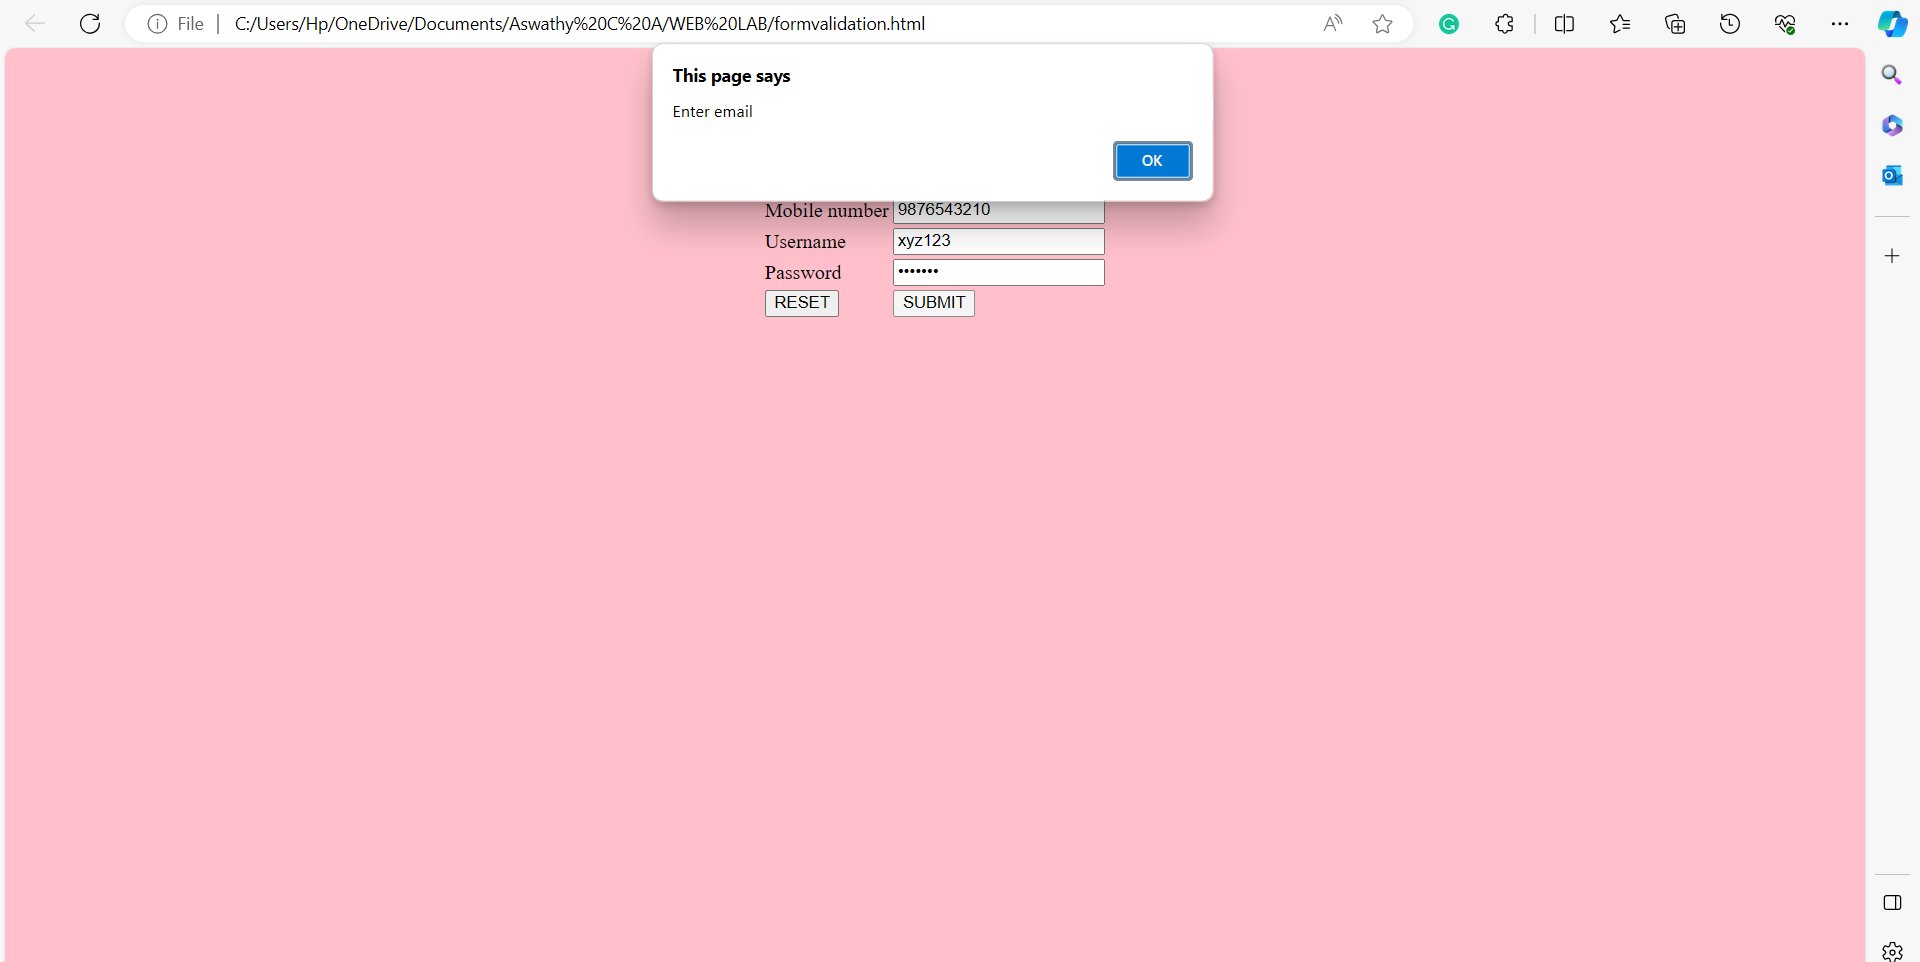 File C:/Users/Hp/OneDrive/Documents/Aswathy%20C%20A/WEB%20LAB/formvalidation.html
This page says
Enter email
OK
Mobile number 9876543210
Username xyz123
Password •••••••
RESET SUBMIT